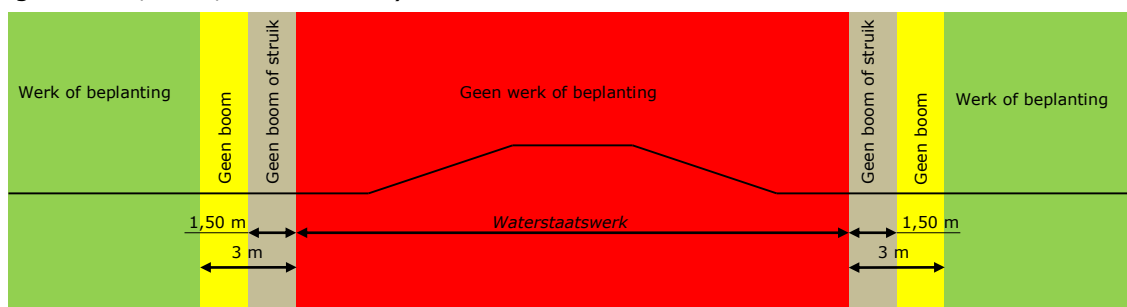 Werk of beplanting
Geen boom
Geen boom of struik
Geen werk of beplanting
Geen boom of struik
Geen boom
Werk of beplanting
1,50 m
Waterstaatswerk
1,50 m
3 m
3 m